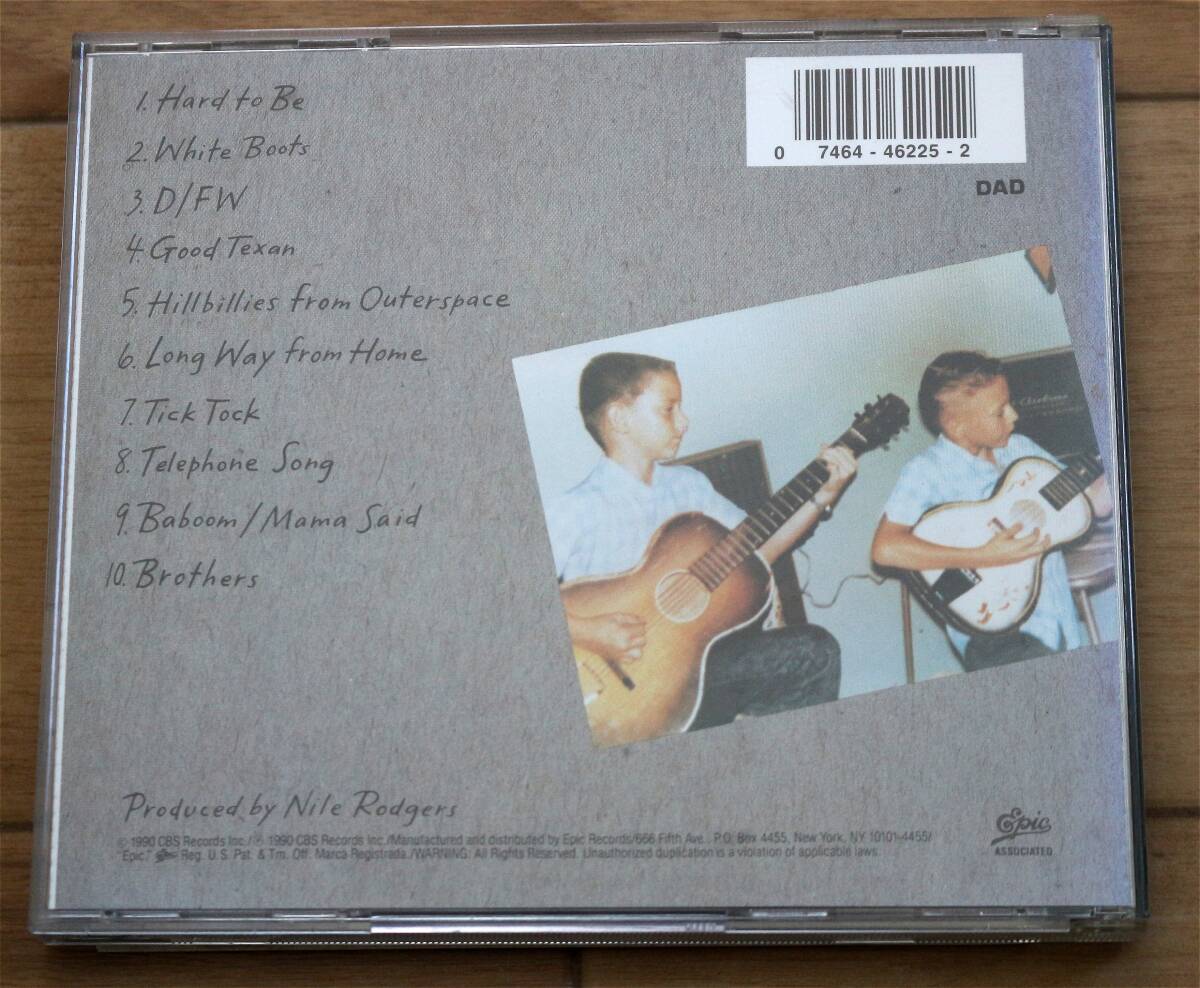 1. Hard to Be
2. White Boots
3. D/FW
4. Good Texan
5. Hillbillies from Outerspace
6. Long Way from Home
7. Tick Tock
8. Telephone Song
9. Baboom/Mama Said
10. Brothers
0 7464 - 46225 - 2
DAD
Airline
Produced by Nile Rodgers
© 1990 CBS Records Inc./℗ 1990 CBS Records Inc./Manufactured and distributed by Epic Records/666 Fifth Ave., P.O. Box 4455, New York, NY 10101-4455/
"Epic," Epic Reg. U.S. Pat. & Tm. Off. Marca Registrada./WARNING: All Rights Reserved. Unauthorized duplication is a violation of applicable laws.
Epic
ASSOCIATED